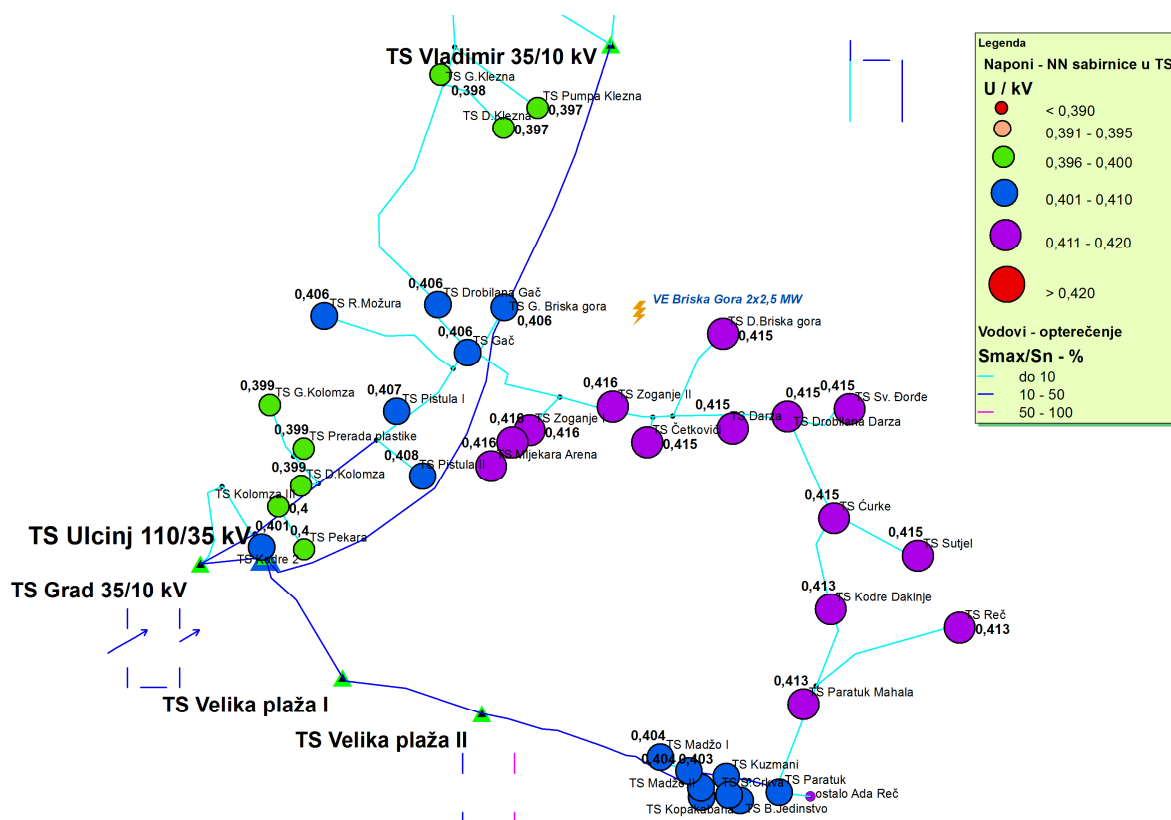 TS Vladimir 35/10 kV
TS G.Klezna
0,398
TS Pumpa Klezna
0,397
TS D.Klezna
0,397
Legenda
Naponi - NN sabirnice u TS
U / kV
< 0,390
0,391 - 0,395
0,396 - 0,400
0,401 - 0,410
0,411 - 0,420
> 0,420
Vodovi - opterečenje
Smax/Sn - %
do 10
10 - 50
50 - 100
0,406
TS R.Možura
0,406
TS Drobilana Gač
TS G. Briska gora
0,406
0,406
TS Gač
VE Briska Gora 2x2,5 MW
TS D.Briska gora
0,415
0,399
TS G.Kolomza
0,407
TS Pistula I
0,416
TS Zoganje II
0,415
TS Darza
0,415
TS Drobilana Darza
0,415
TS Sv. Đorđe
0,416
TS Zoganje I
0,416
TS Četkovići
0,415
0,399
TS Prerada plastike
0,416
TS Mljekara Arena
0,408
TS Pistula II
0,399
TS D.Kolomza
TS Kolomza III
0,4
0,415
TS Ćurke
0,415
TS Sutjel
TS Ulcinj 110/35 kV
0,401
TS Kodre 2
0,4
TS Pekara
TS Grad 35/10 kV
0,413
TS Kodre Dakinje
TS Reč
0,413
0,413
TS Paratuk Mahala
TS Velika plaža I
TS Velika plaža II
0,404
TS Madžo I
0,404
0,403
TS Kuzmani
TS Madžo II
TS S.Crkva
TS Paratuk
ostalo Ada Reč
TS Kopakabana
TS B.Jedinstvo